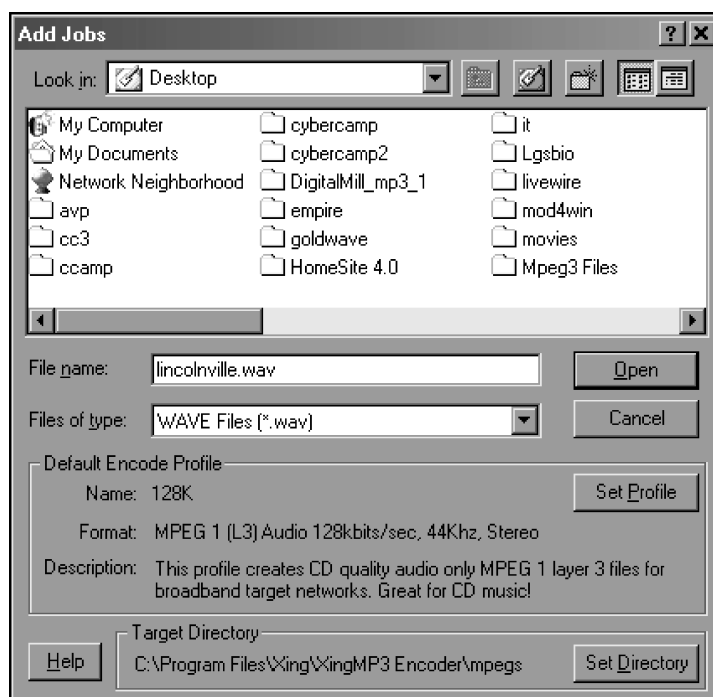 Add Jobs
Look in: Desktop
My Computer cybercamp it
My Documents cybercamp2 Lgsbio
Network Neighborhood DigitalMill_mp3_1 livewire
avp empire mod4win
cc3 goldwave movies
ccamp HomeSite 4.0 Mpeg3 Files
File name: lincolnville.wav Open
Files of type: WAVE Files (*.wav) Cancel
Default Encode Profile
Name: 128K Set Profile
Format: MPEG 1 (L3) Audio 128kbits/sec, 44Khz, Stereo
Description: This profile creates CD quality audio only MPEG 1 layer 3 files for
broadband target networks. Great for CD music!
Target Directory
Help C:\Program Files\Xing\XingMP3 Encoder\mpegs Set Directory